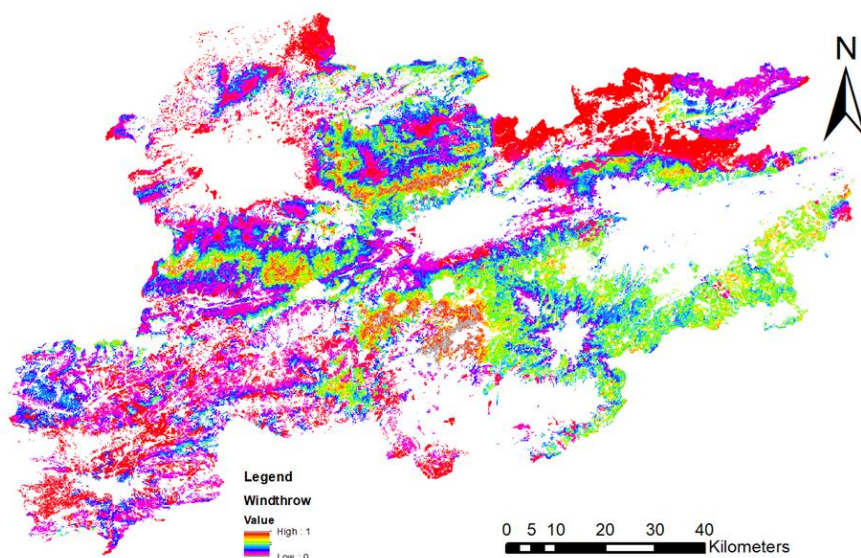 N
Legend
Windthrow
Value
High : 1
Low : 0
0 5 10 20 30 40
Kilometers